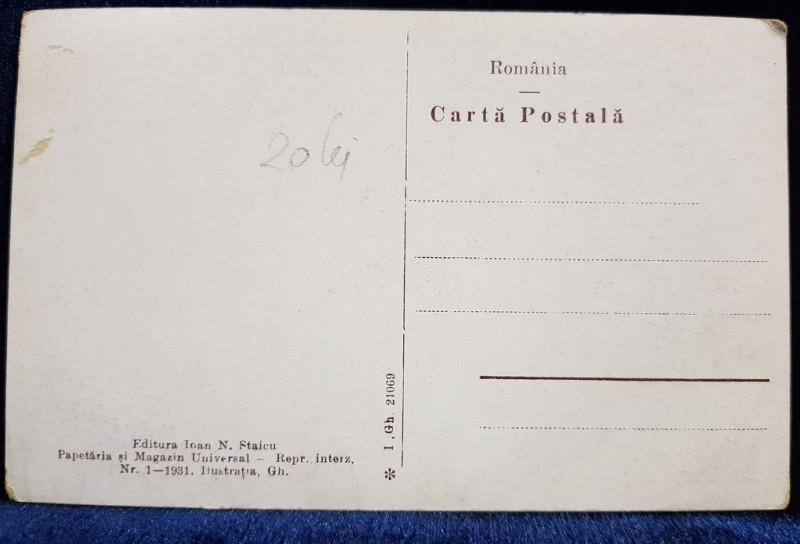 România
Cartă Postală
20 lei
* I. Gh. 21069
Editura Ioan N. Staicu
Papetăria și Magazin Universal — Repr. interz.
Nr. 1—1931. Ilustrația, Gh.